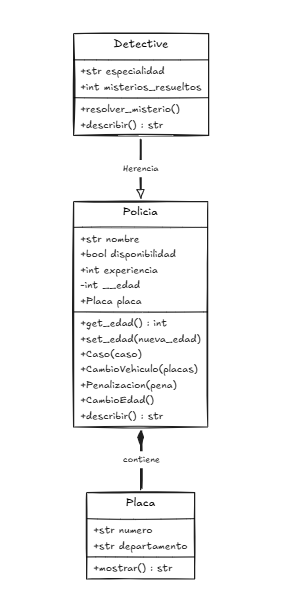 Detective
+str especialidad
+int misterios_resueltos
+resolver_misterio()
+describir() : str
Herencia
Policia
+str nombre
+bool disponibilidad
+int experiencia
-int __edad
+Placa placa
+get_edad() : int
+set_edad(nueva_edad)
+Caso(caso)
+CambioVehiculo(placas)
+Penalizacion(pena)
+CambioEdad()
+describir() : str
contiene
Placa
+str numero
+str departamento
+mostrar() : str